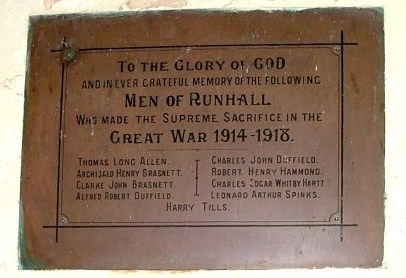 To the Glory of GOD
and in ever grateful memory of the following
Men of Runhall
Who made the Supreme Sacrifice in the
Great War 1914-1918.
Thomas Long Allen.
Archibald Henry Brasnett.
Clarke John Brasnett.
Alfred Robert Duffield.
Charles John Duffield.
Robert Henry Hammond.
Charles Edgar Whitby Hartt.
Leonard Arthur Spinks.
Harry Tills.